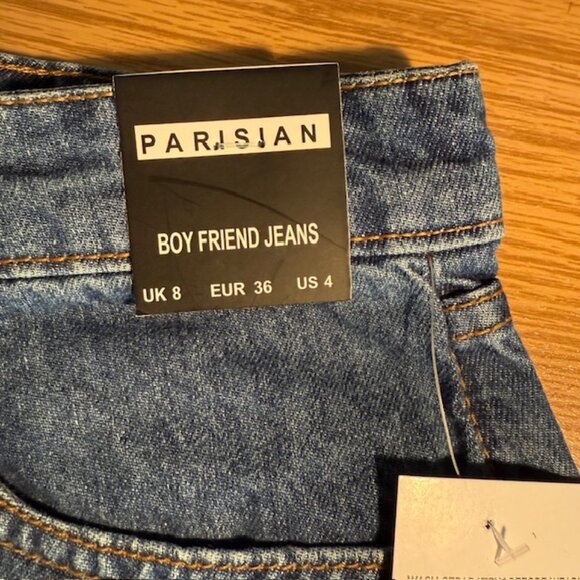 PARISIAN
BOY FRIEND JEANS
UK 8 EUR 36 US 4